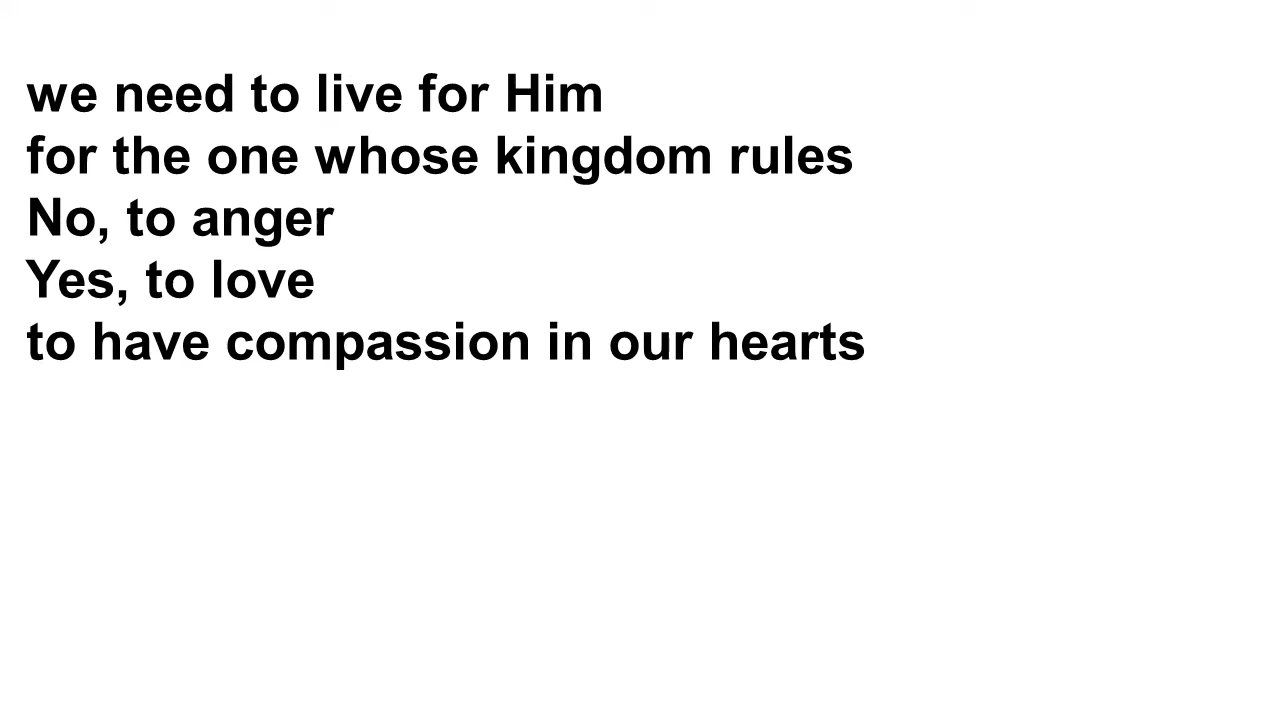 we need to live for Him
for the one whose kingdom rules
No, to anger
Yes, to love
to have compassion in our hearts